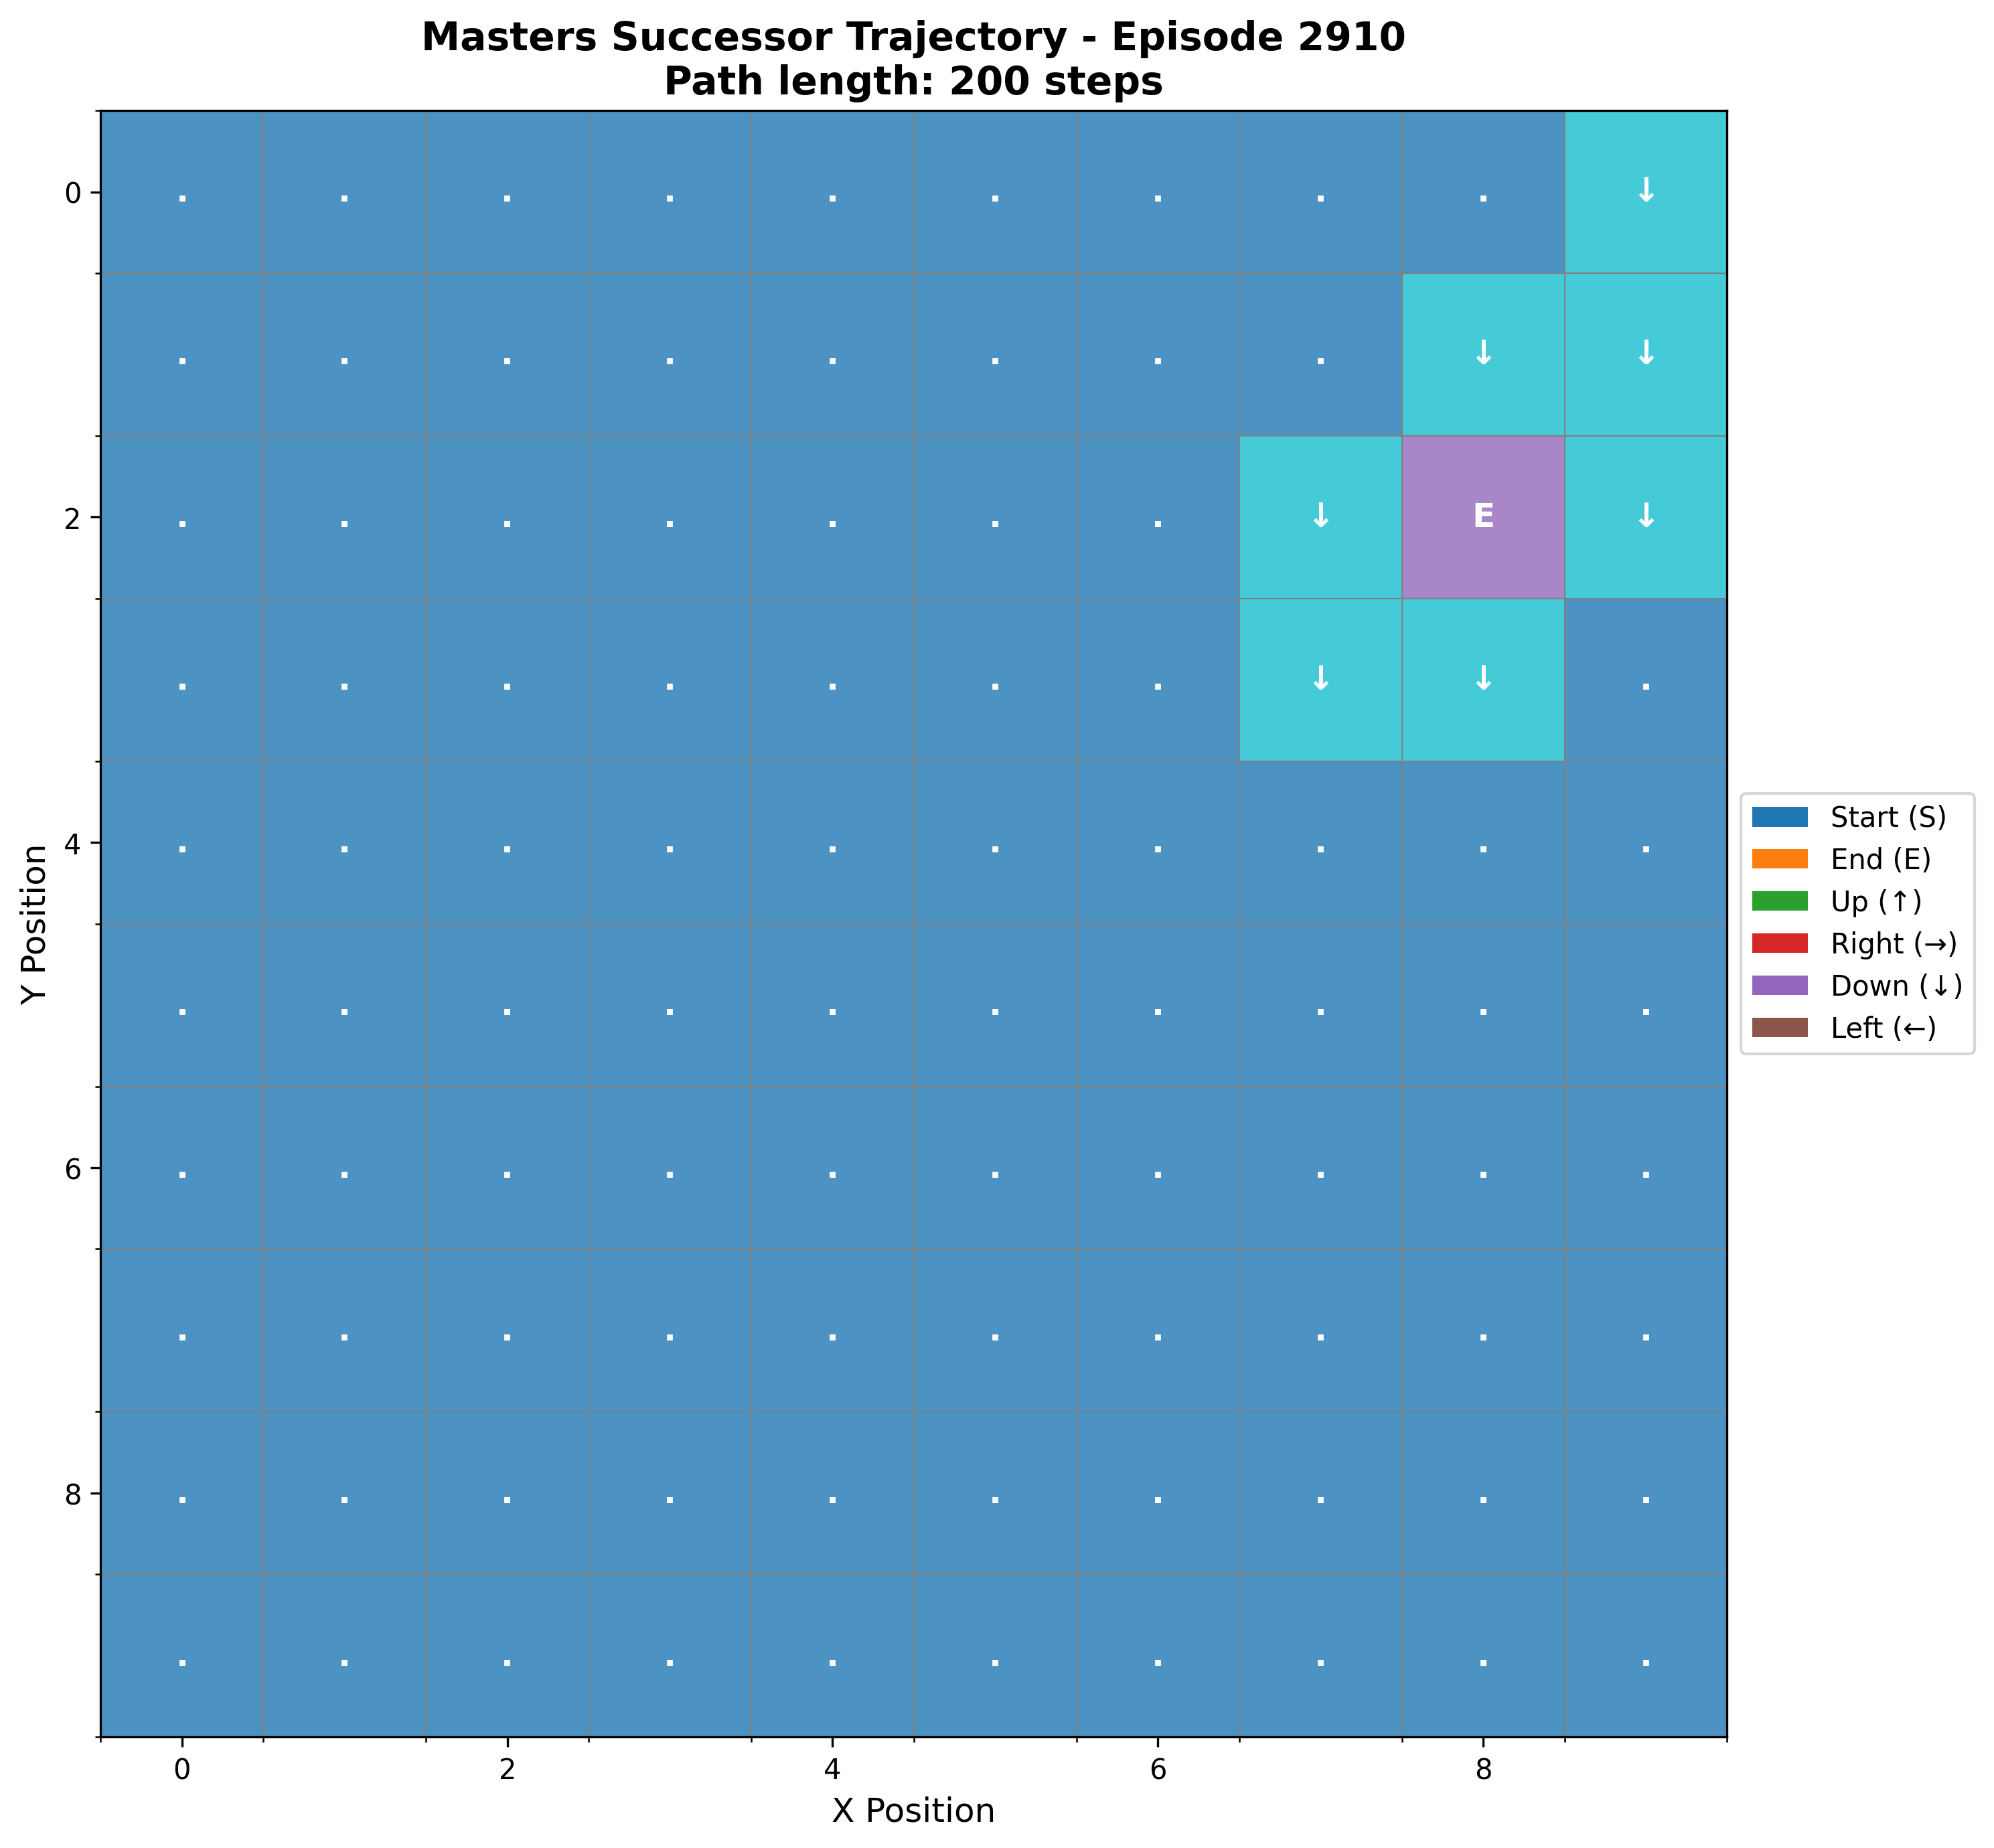 Masters Successor Trajectory - Episode 2910
Path length: 200 steps
0 . . . . . . . . . ↓
. . . . . . . . ↓ ↓
2 . . . . . . . ↓ E ↓
. . . . . . . ↓ ↓ .
4 . . . . . . . . . .
. . . . . . . . . .
6 . . . . . . . . . .
. . . . . . . . . .
8 . . . . . . . . . .
. . . . . . . . . .
0 2 4 6 8
X Position
Y Position
Start (S)
End (E)
Up (↑)
Right (→)
Down (↓)
Left (←)